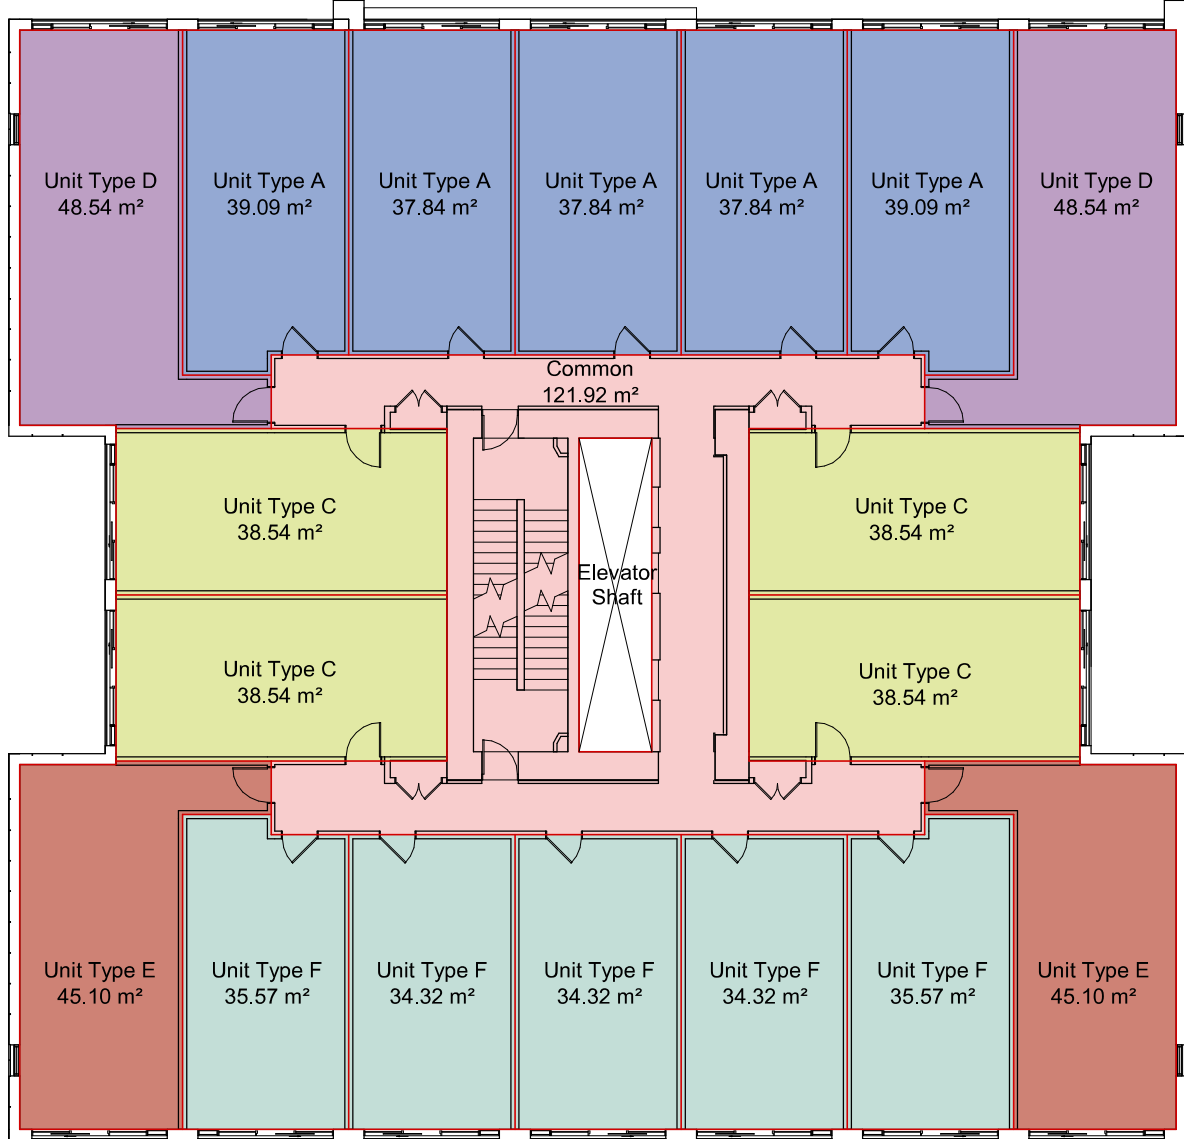 Unit Type D
48.54 m²
Unit Type A
39.09 m²
Unit Type A
37.84 m²
Unit Type A
37.84 m²
Unit Type A
37.84 m²
Unit Type A
39.09 m²
Unit Type D
48.54 m²
Common
121.92 m²
Unit Type C
38.54 m²
Unit Type C
38.54 m²
Elevator
Shaft
Unit Type C
38.54 m²
Unit Type C
38.54 m²
Unit Type E
45.10 m²
Unit Type F
35.57 m²
Unit Type F
34.32 m²
Unit Type F
34.32 m²
Unit Type F
34.32 m²
Unit Type F
35.57 m²
Unit Type E
45.10 m²